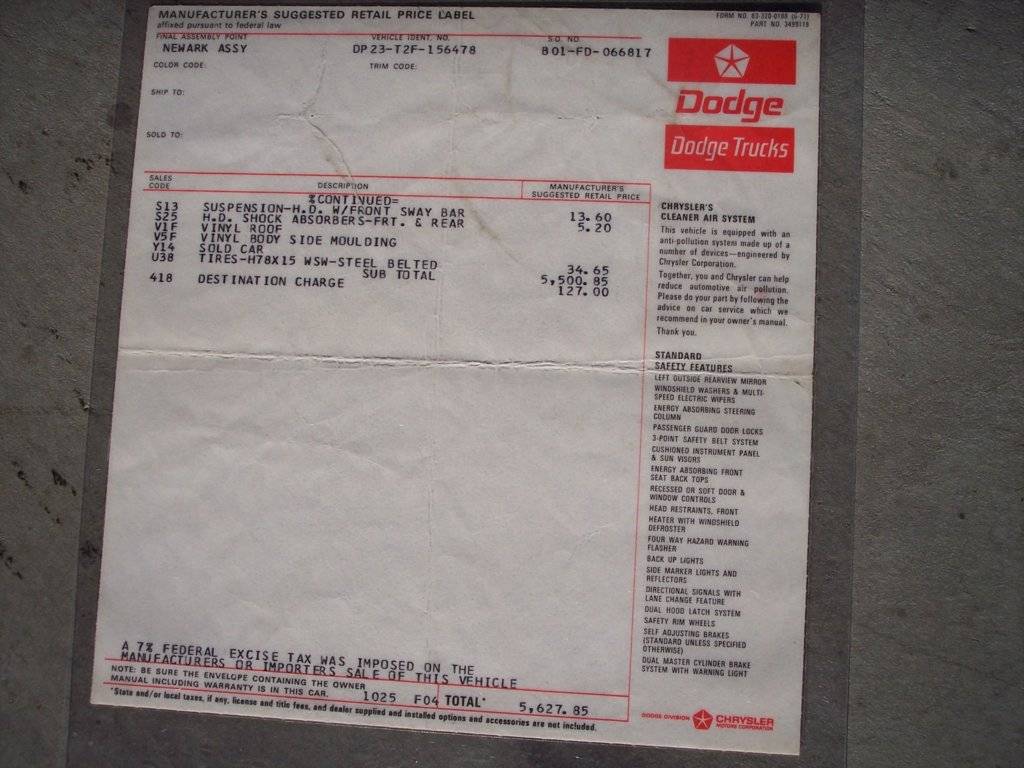 MANUFACTURER'S SUGGESTED RETAIL PRICE LABEL
affixed pursuant to federal law
FORM NO. 83-320-0188 (6-71)
PART NO. 3499119
FINAL ASSEMBLY POINT VEHICLE IDENT. NO. S.O. NO.
NEWARK ASSY DP23-T2F-156478 801-FD-066817
COLOR CODE: TRIM CODE:
SHIP TO:
SOLD TO:
Dodge
Dodge Trucks
SALES CODE DESCRIPTION MANUFACTURER'S SUGGESTED RETAIL PRICE
%CONTINUED=
S13 SUSPENSION-H.D. W/FRONT SWAY BAR 13.60
S25 H.D. SHOCK ABSORBERS-FRT. & REAR 5.20
V1F VINYL ROOF
V5F VINYL BODY SIDE MOULDING
Y14 SOLD CAR
U38 TIRES-H78X15 WSW-STEEL BELTED 34.65
SUB TOTAL 5,500.85
418 DESTINATION CHARGE 127.00
A 7% FEDERAL EXCISE TAX WAS IMPOSED ON THE
MANUFACTURERS OR IMPORTERS SALE OF THIS VEHICLE
NOTE: BE SURE THE ENVELOPE CONTAINING THE OWNER
MANUAL INCLUDING WARRANTY IS IN THIS CAR. 1025 F04 TOTAL* 5,627.85
*State and/or local taxes, if any, license and title fees, and dealer supplied and installed options and accessories are not included.
CHRYSLER'S
CLEANER AIR SYSTEM
This vehicle is equipped with an
anti-pollution system made up of a
number of devices—engineered by
Chrysler Corporation.
Together, you and Chrysler can help
reduce automotive air pollution.
Please do your part by following the
advice on car service which we
recommend in your owner's manual.
Thank you.
STANDARD
SAFETY FEATURES
LEFT OUTSIDE REARVIEW MIRROR
WINDSHIELD WASHERS & MULTI-
SPEED ELECTRIC WIPERS
ENERGY ABSORBING STEERING
COLUMN
PASSENGER GUARD DOOR LOCKS
3-POINT SAFETY BELT SYSTEM
CUSHIONED INSTRUMENT PANEL
& SUN VISORS
ENERGY ABSORBING FRONT
SEAT BACK TOPS
RECESSED OR SOFT DOOR &
WINDOW CONTROLS
HEAD RESTRAINTS, FRONT
HEATER WITH WINDSHIELD
DEFROSTER
FOUR WAY HAZARD WARNING
FLASHER
BACK UP LIGHTS
SIDE MARKER LIGHTS AND
REFLECTORS
DIRECTIONAL SIGNALS WITH
LANE CHANGE FEATURE
DUAL HOOD LATCH SYSTEM
SAFETY RIM WHEELS
SELF ADJUSTING BRAKES
(STANDARD UNLESS SPECIFIED
OTHERWISE)
DUAL MASTER CYLINDER BRAKE
SYSTEM WITH WARNING LIGHT
DODGE DIVISION CHRYSLER
MOTORS CORPORATION